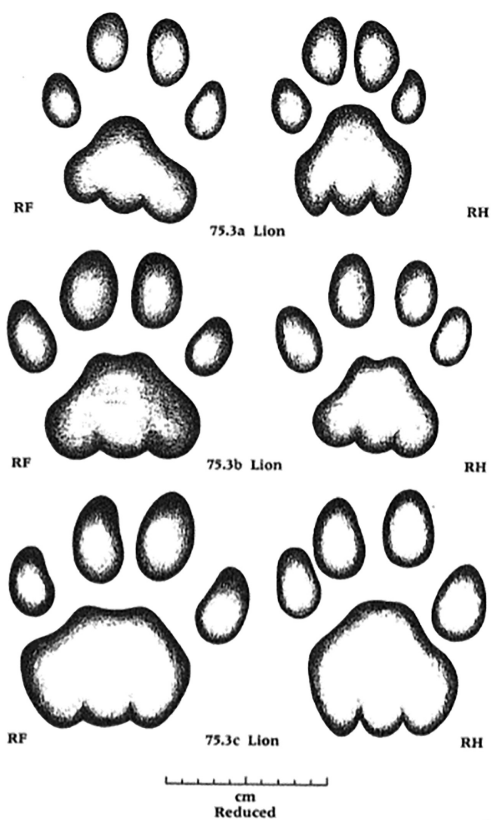 RF
RH
75.3a Lion
RF
75.3b Lion
RH
RF
75.3c Lion
RH
cm
Reduced